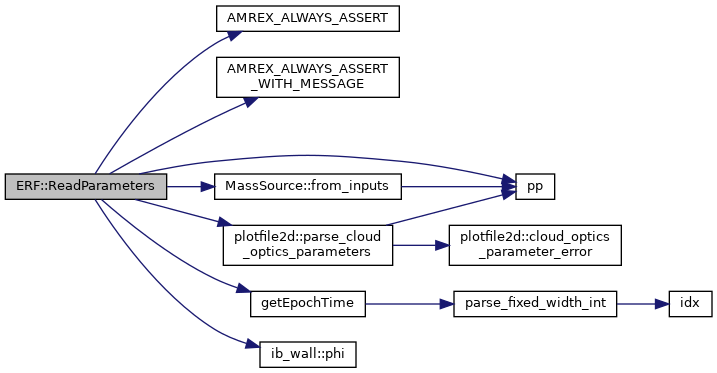 AMREX_ALWAYS_ASSERT
AMREX_ALWAYS_ASSERT
_WITH_MESSAGE
ERF::ReadParameters
MassSource::from_inputs
pp
plotfile2d::parse_cloud
_optics_parameters
plotfile2d::cloud_optics
_parameter_error
getEpochTime
parse_fixed_width_int
idx
ib_wall::phi